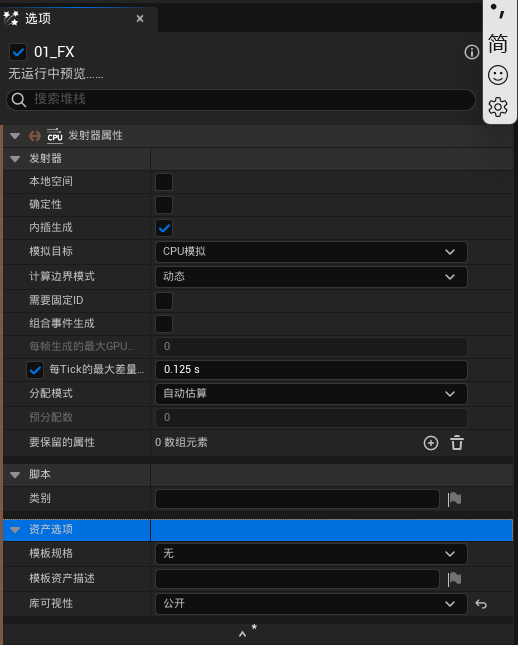 选项
01_FX
简
无运行中预览......
搜索堆栈
CPU 发射器属性
发射器
本地空间
确定性
内插生成
模拟目标 CPU模拟
计算边界模式 动态
需要固定ID
组合事件生成
每帧生成的最大GPU... 0
每Tick的最大差量... 0.125 s
分配模式 自动估算
预分配数 0
要保留的属性 0 数组元素
脚本
类别
资产选项
模板规格 无
模板资产描述
库可视性 公开